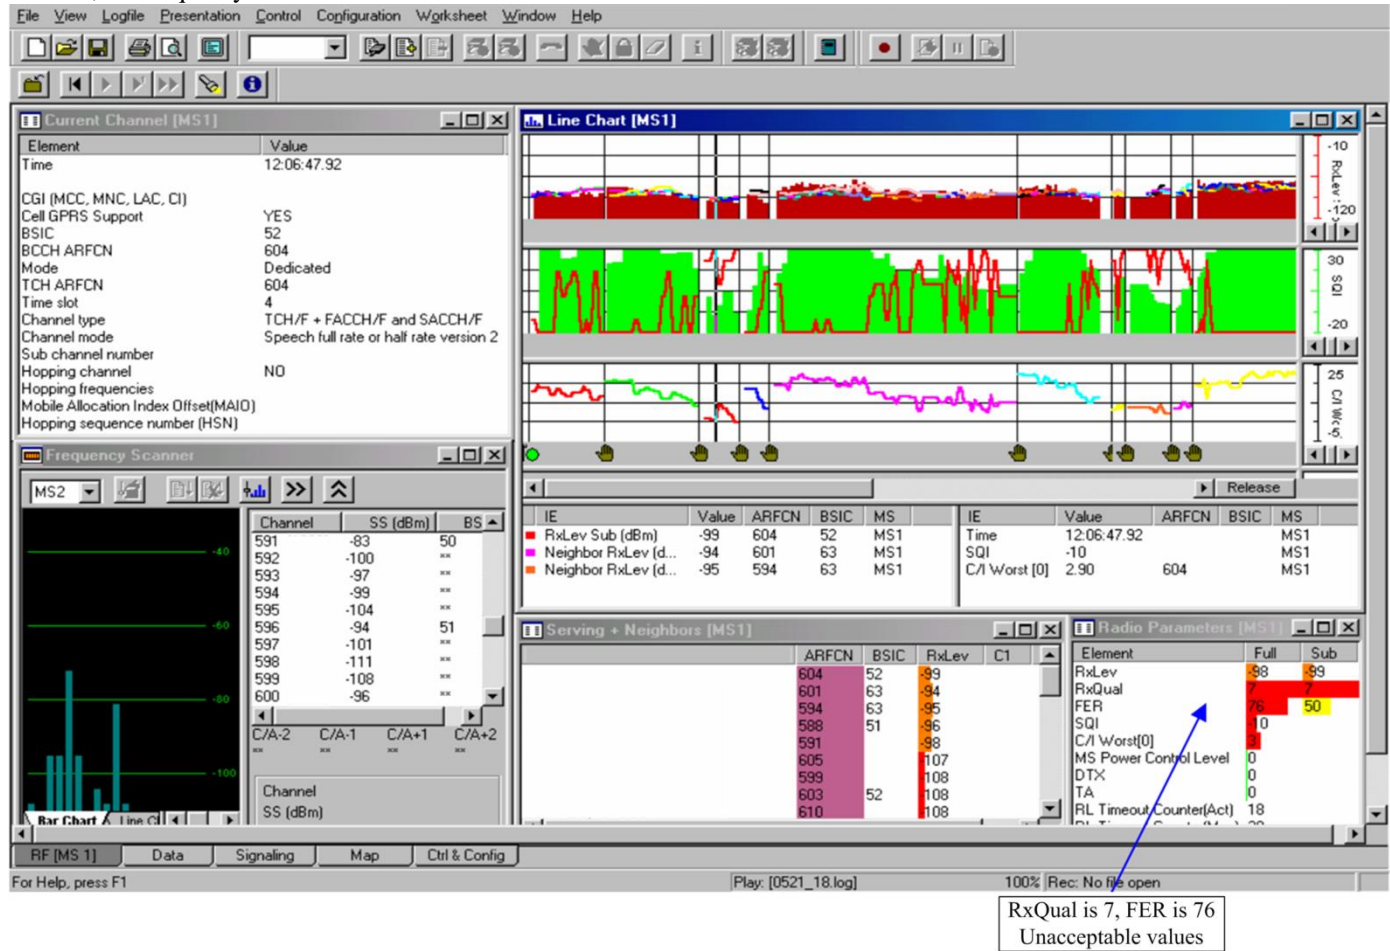 File View Logfile Presentation Control Configuration Worksheet Window Help
Current Channel [MS1]
Element Value
Time 12:06:47.92
CGI (MCC, MNC, LAC, CI)
Cell GPRS Support YES
BSIC 52
BCCH ARFCN 604
Mode Dedicated
TCH ARFCN 604
Time slot 4
Channel type TCH/F + FACCH/F and SACCH/F
Channel mode Speech full rate or half rate version 2
Sub channel number
Hopping channel NO
Hopping frequencies
Mobile Allocation Index Offset(MAIO)
Hopping sequence number (HSN)
Line Chart [MS1]
-10
RxLev
-120
30
SQI
-20
25
C/I
-5
Release
IE Value ARFCN BSIC MS
RxLev Sub (dBm) -99 604 52 MS1
Neighbor RxLev (d... -94 601 63 MS1
Neighbor RxLev (d... -95 594 63 MS1
IE Value ARFCN BSIC MS
Time 12:06:47.92 MS1
SQI -10 MS1
C/I Worst [0] 2.90 604 MS1
Frequency Scanner
MS2
-40
-60
-80
-100
Bar Chart Line C
Channel SS (dBm) BS
591 -83 50
592 -100 **
593 -97 **
594 -99 **
595 -104 **
596 -94 51
597 -101 **
598 -111 **
599 -108 **
600 -96 **
C/A-2 C/A-1 C/A+1 C/A+2
** ** ** **
Channel
SS (dBm)
Serving + Neighbors [MS1]
ARFCN BSIC RxLev C1
604 52 -99
601 63 -94
594 63 -95
588 51 -96
591 -98
605 -107
599 -108
603 52 -108
610 -108
Radio Parameters [MS1]
Element Full Sub
RxLev -98 -99
RxQual 7 7
FER 76 50
SQI -10
C/I Worst[0] 3
MS Power Control Level 0
DTX 0
TA 0
RL Timeout Counter(Act) 18
RF [MS 1] Data Signaling Map Ctrl & Config
For Help, press F1 Play: [0521_18.log] 100% Rec: No file open
RxQual is 7, FER is 76
Unacceptable values